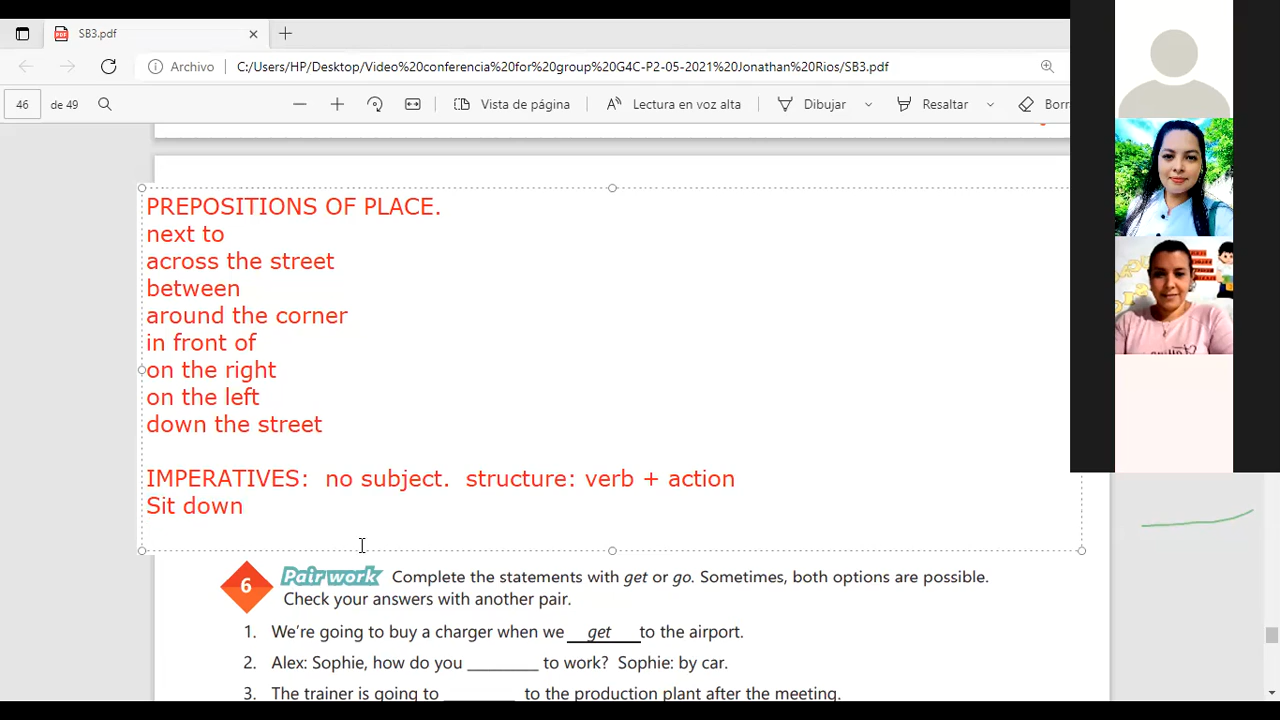 SB3.pdf
Archivo C:/Users/HP/Desktop/Video%20conferencia%20for%20group%20G4C-P2-05-2021%20Jonathan%20Rios/SB3.pdf
46 de 49 Vista de página Lectura en voz alta Dibujar Resaltar Borr
PREPOSITIONS OF PLACE.
next to
across the street
between
around the corner
in front of
on the right
on the left
down the street
IMPERATIVES: no subject. structure: verb + action
Sit down
6 Pair work Complete the statements with get or go. Sometimes, both options are possible.
Check your answers with another pair.
1. We're going to buy a charger when we get to the airport.
2. Alex: Sophie, how do you ________ to work? Sophie: by car.
3. The trainer is going to ________ to the production plant after the meeting.